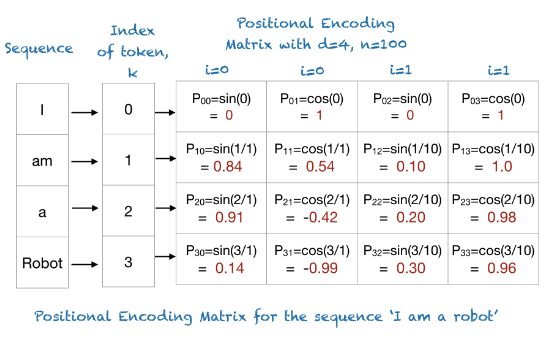 Positional Encoding
Matrix with d=4, n=100
Sequence
Index
of token,
k
i=0 i=0 i=1 i=1
I 0 P00=sin(0) P01=cos(0) P02=sin(0) P03=cos(0)
= 0 = 1 = 0 = 1
am 1 P10=sin(1/1) P11=cos(1/1) P12=sin(1/10) P13=cos(1/10)
= 0.84 = 0.54 = 0.10 = 1.0
a 2 P20=sin(2/1) P21=cos(2/1) P22=sin(2/10) P23=cos(2/10)
= 0.91 = -0.42 = 0.20 = 0.98
Robot 3 P30=sin(3/1) P31=cos(3/1) P32=sin(3/10) P33=cos(3/10)
= 0.14 = -0.99 = 0.30 = 0.96
Positional Encoding Matrix for the sequence 'I am a robot'